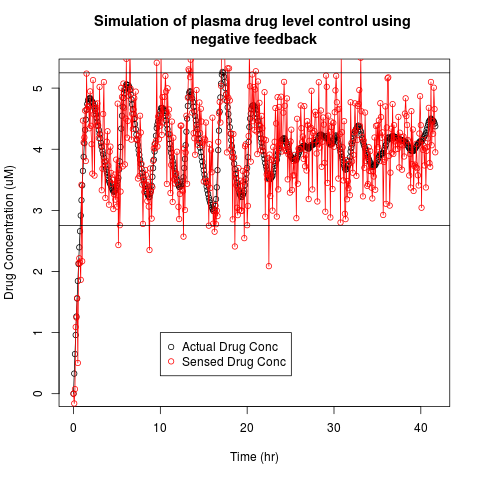 Simulation of plasma drug level control using
negative feedback
Drug Concentration (uM)
5
4
3
2
1
0
Actual Drug Conc
Sensed Drug Conc
0 10 20 30 40
Time (hr)